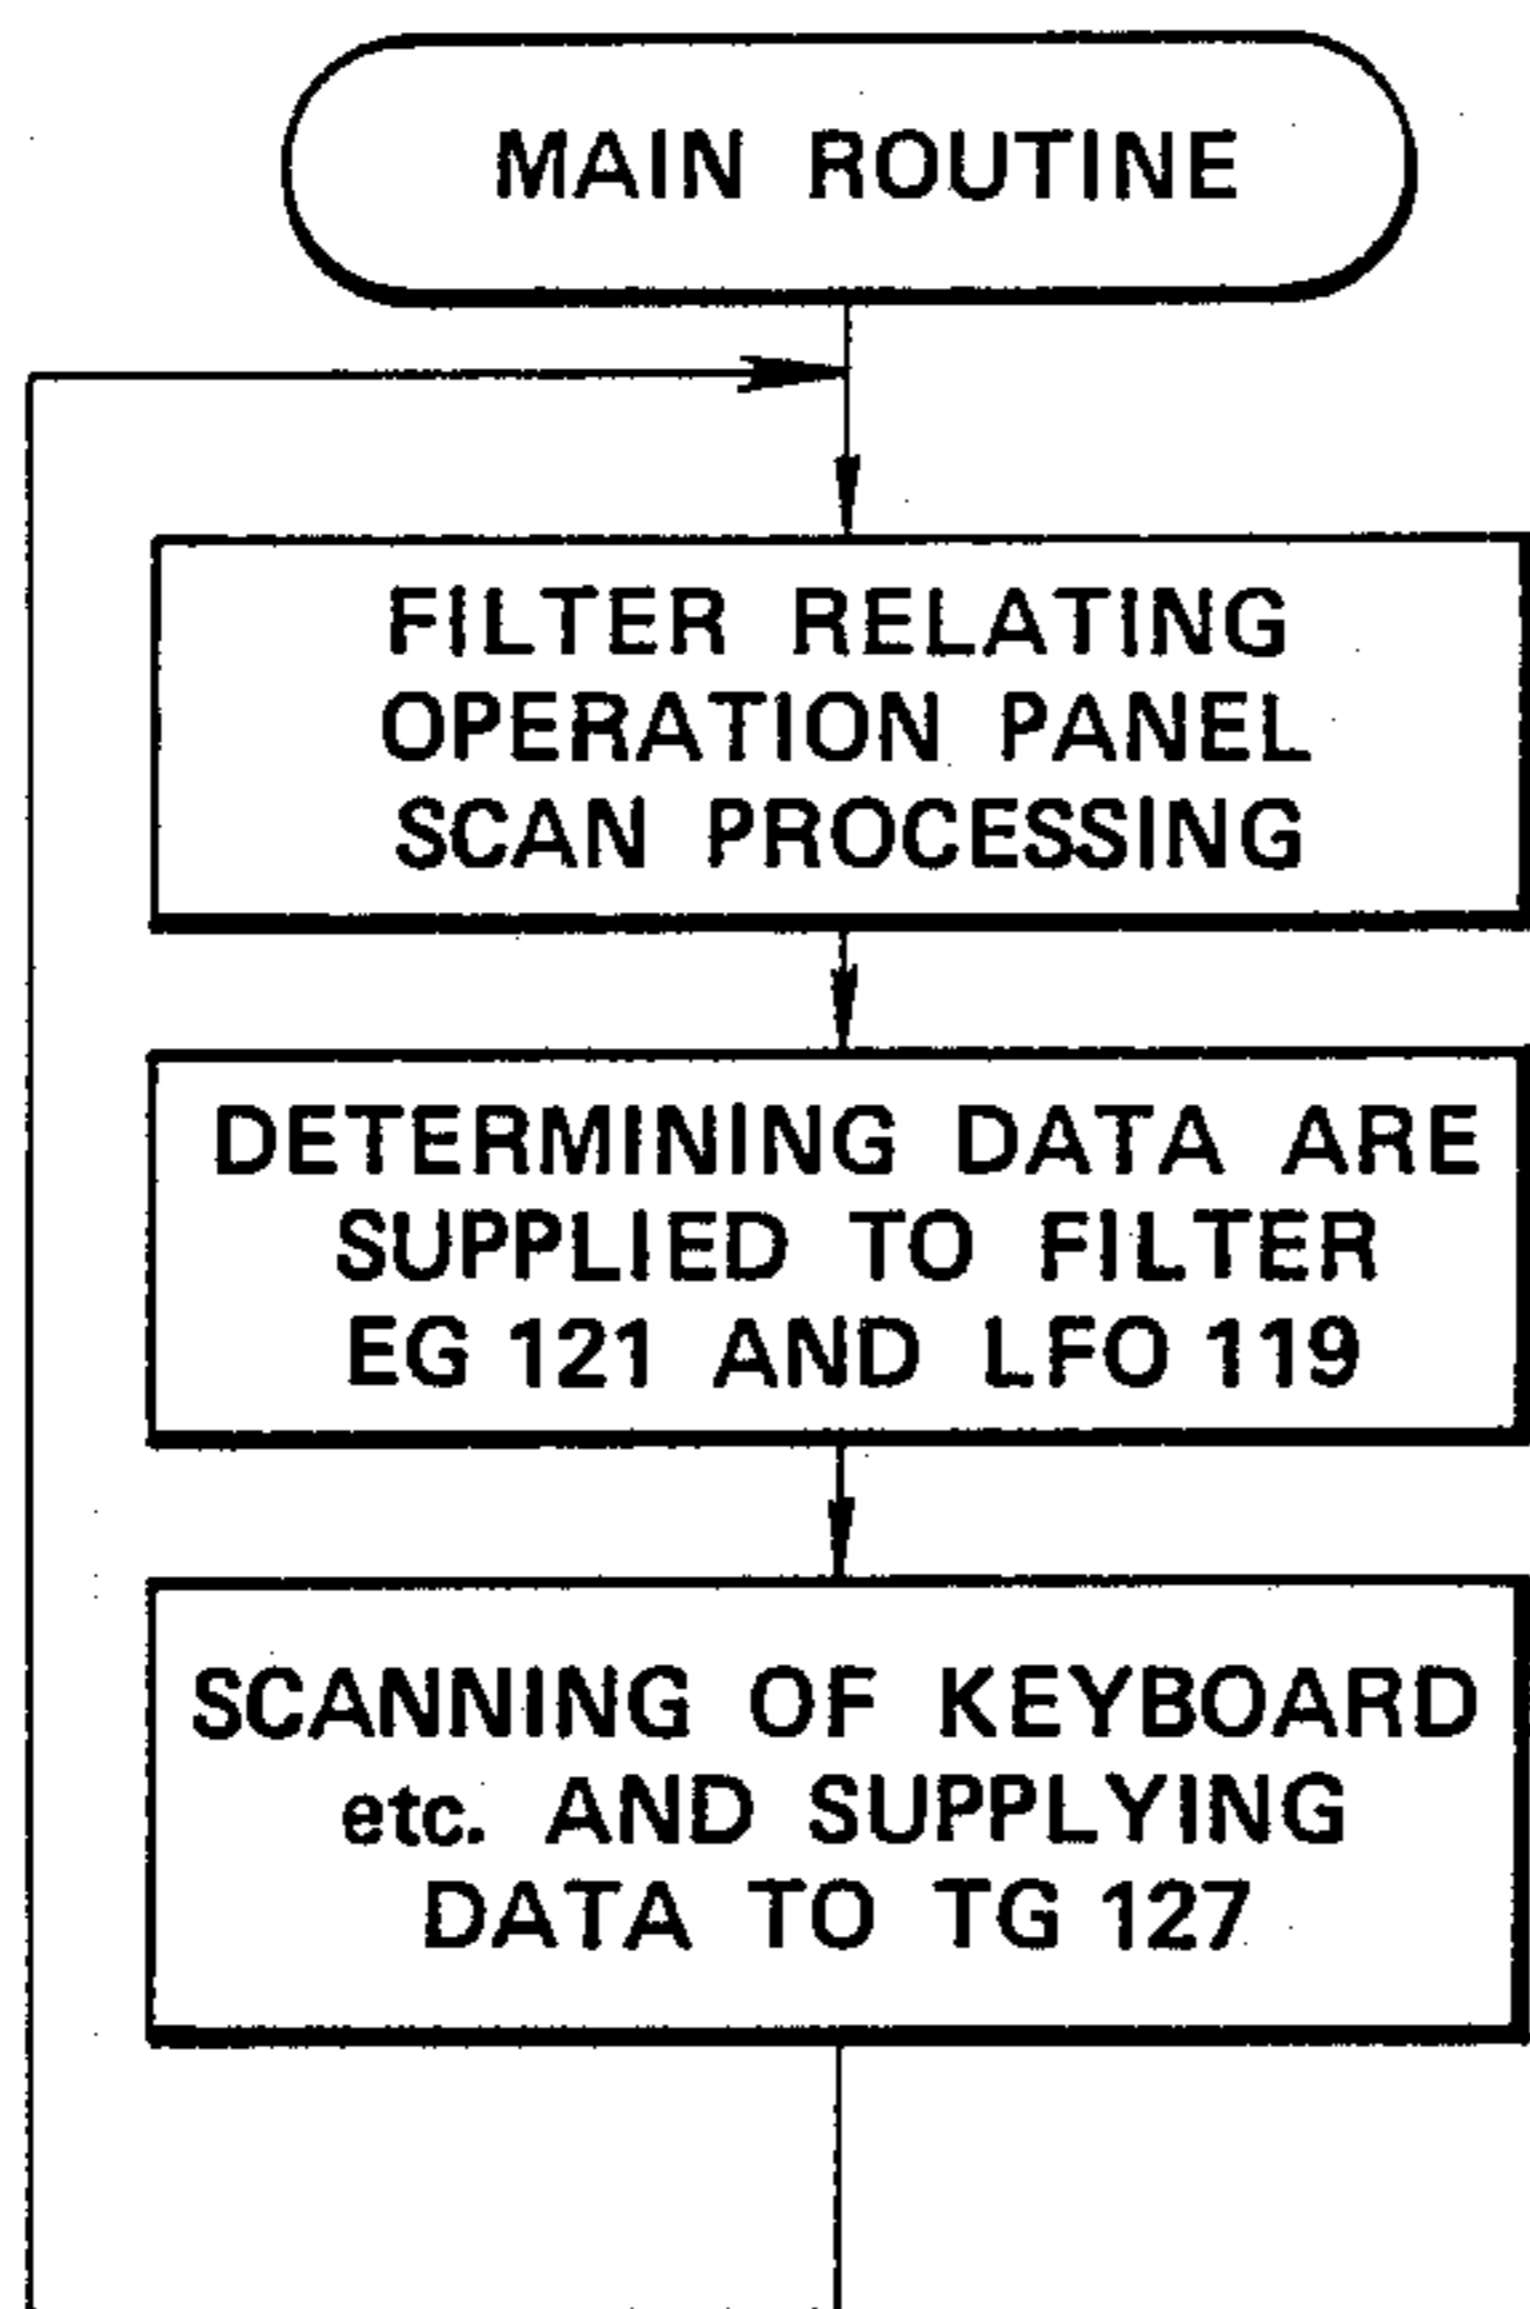 MAIN ROUTINE
FILTER RELATING
OPERATION PANEL
SCAN PROCESSING
DETERMINING DATA ARE
SUPPLIED TO FILTER
EG 121 AND LFO 119
SCANNING OF KEYBOARD
etc. AND SUPPLYING
DATA TO TG 127